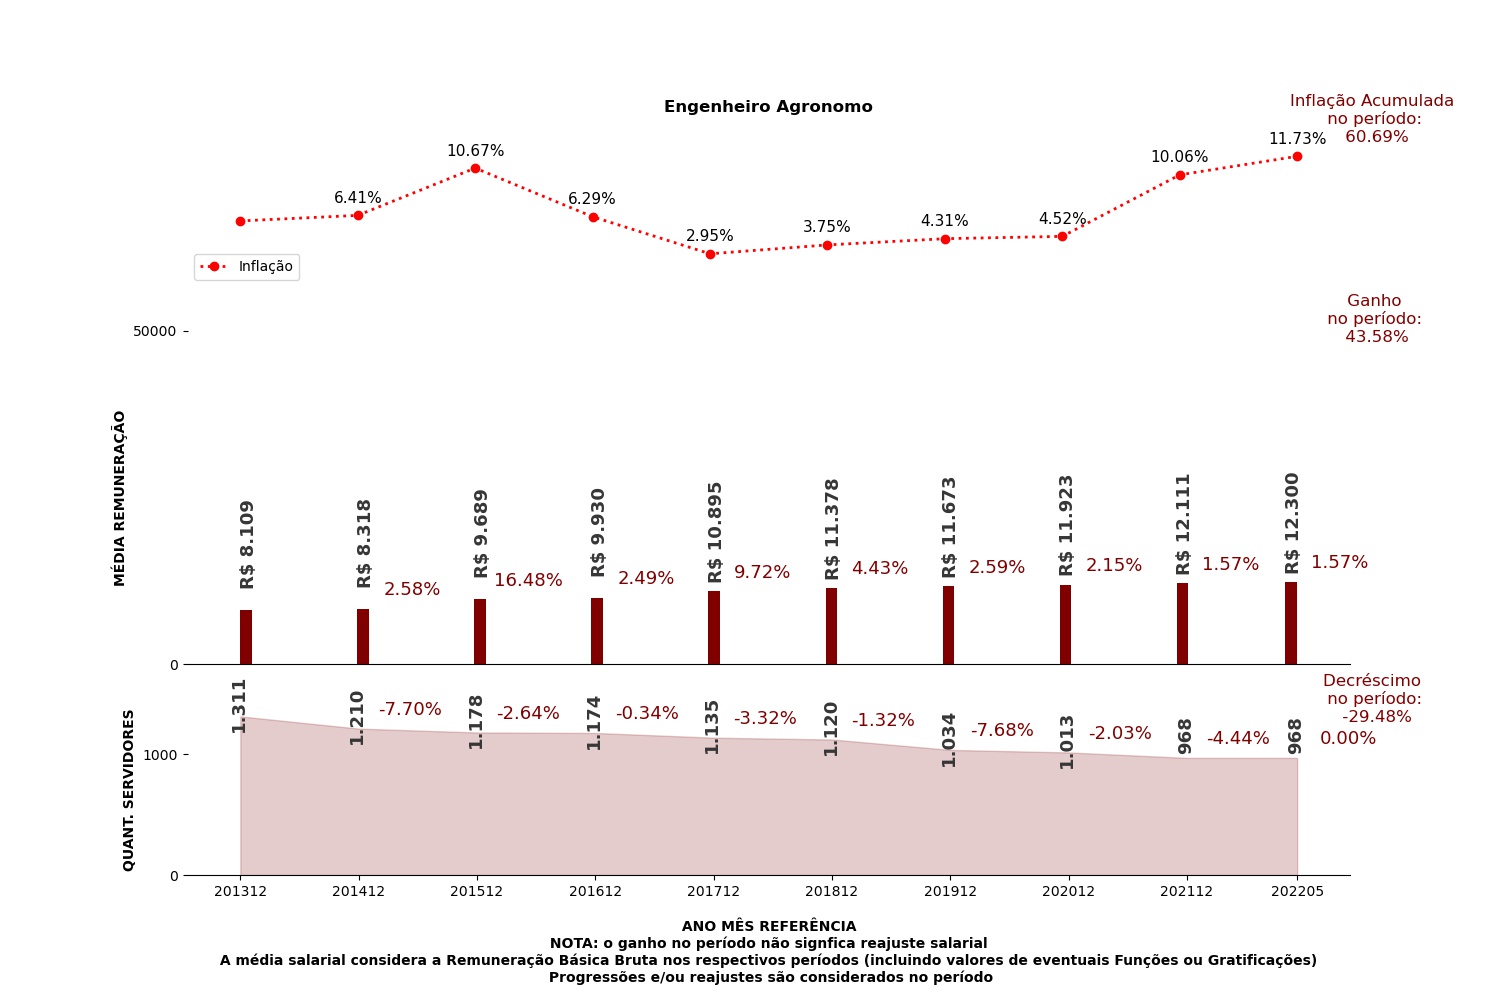 Engenheiro Agronomo
Inflação Acumulada
no período:
60.69%
6.41%
10.67%
6.29%
2.95%
3.75%
4.31%
4.52%
10.06%
11.73%
Inflação
Ganho
no período:
43.58%
50000
0
MÉDIA REMUNERAÇÃO
R$ 8.109
R$ 8.318
R$ 9.689
R$ 9.930
R$ 10.895
R$ 11.378
R$ 11.673
R$ 11.923
R$ 12.111
R$ 12.300
2.58%
16.48%
2.49%
9.72%
4.43%
2.59%
2.15%
1.57%
1.57%
Decréscimo
no período:
-29.48%
QUANT. SERVIDORES
1000
0
1.311
1.210
1.178
1.174
1.135
1.120
1.034
1.013
968
968
-7.70%
-2.64%
-0.34%
-3.32%
-1.32%
-7.68%
-2.03%
-4.44%
0.00%
201312
201412
201512
201612
201712
201812
201912
202012
202112
202205
ANO MÊS REFERÊNCIA
NOTA: o ganho no período não signfica reajuste salarial
A média salarial considera a Remuneração Básica Bruta nos respectivos períodos (incluindo valores de eventuais Funções ou Gratificações)
Progressões e/ou reajustes são considerados no período